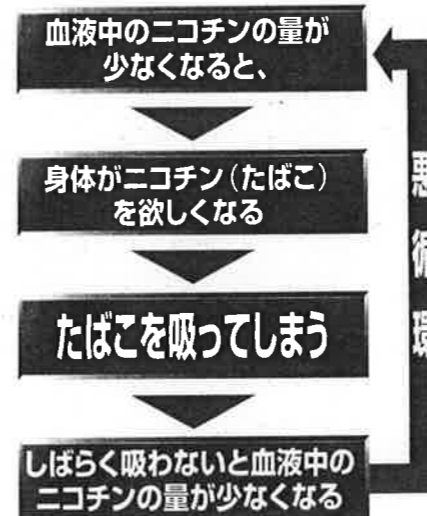 血液中のニコチンの量が
少なくなると、
身体がニコチン(たばこ)
を欲しくなる
たばこを吸ってしまう
しばらく吸わないと血液中の
ニコチンの量が少なくなる
悪循環